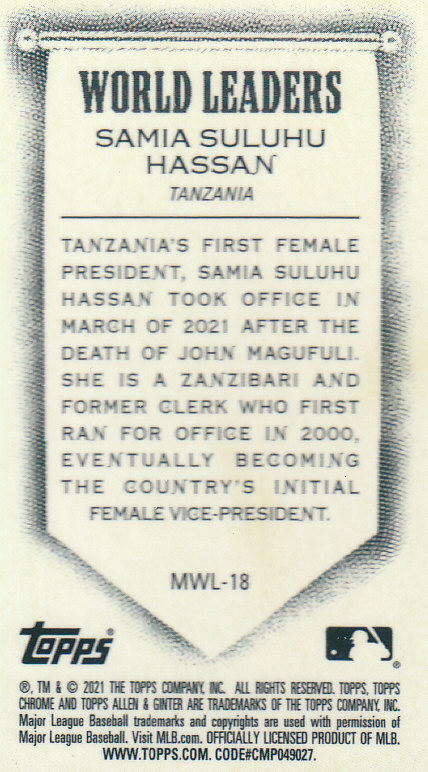 WORLD LEADERS
SAMIA SULUHU
HASSAN
TANZANIA
TANZANIA'S FIRST FEMALE
PRESIDENT, SAMIA SULUHU
HASSAN TOOK OFFICE IN
MARCH OF 2021 AFTER THE
DEATH OF JOHN MAGUFULI.
SHE IS A ZANZIBARI AND
FORMER CLERK WHO FIRST
RAN FOR OFFICE IN 2000,
EVENTUALLY BECOMING
THE COUNTRY'S INITIAL
FEMALE VICE-PRESIDENT.
MWL-18
topps®
®
®, TM & © 2021 THE TOPPS COMPANY, INC. ALL RIGHTS RESERVED. TOPPS, TOPPS
CHROME AND TOPPS ALLEN & GINTER ARE TRADEMARKS OF THE TOPPS COMPANY, INC.
Major League Baseball trademarks and copyrights are used with permission of
Major League Baseball. Visit MLB.com. OFFICIALLY LICENSED PRODUCT OF MLB.
WWW.TOPPS.COM. CODE#CMP049027.